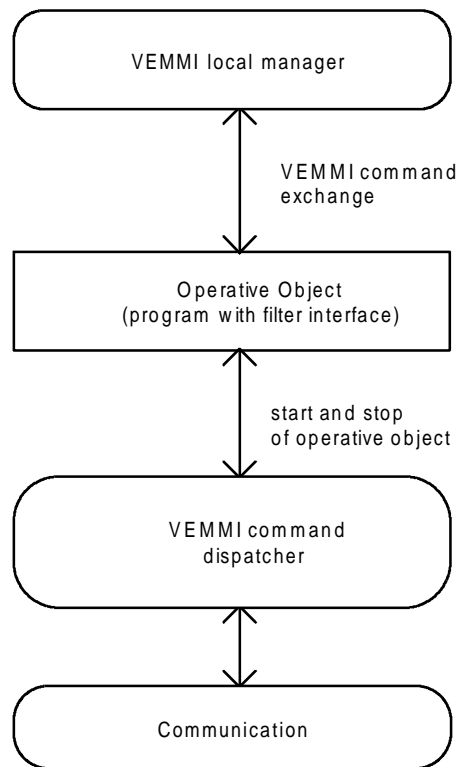 VEMMI local manager
VEMMI command
exchange
Operative Object
(program with filter interface)
start and stop
of operative object
VEMMI command
dispatcher
Communication